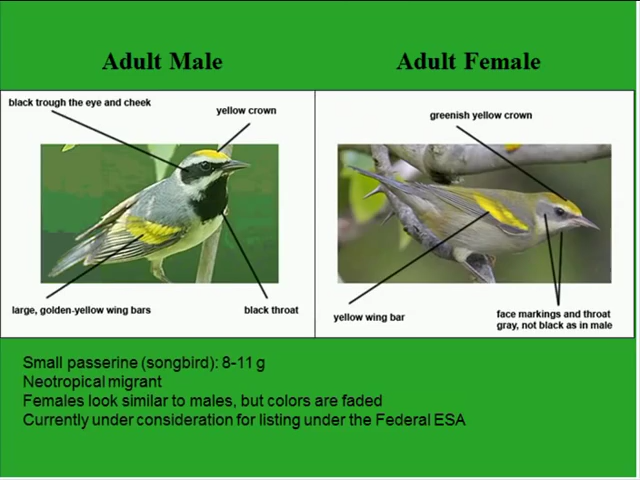 Adult Male
Adult Female
black trough the eye and cheek
yellow crown
large, golden-yellow wing bars
black throat
greenish yellow crown
yellow wing bar
face markings and throat
gray, not black as in male
Small passerine (songbird): 8-11 g
Neotropical migrant
Females look similar to males, but colors are faded
Currently under consideration for listing under the Federal ESA